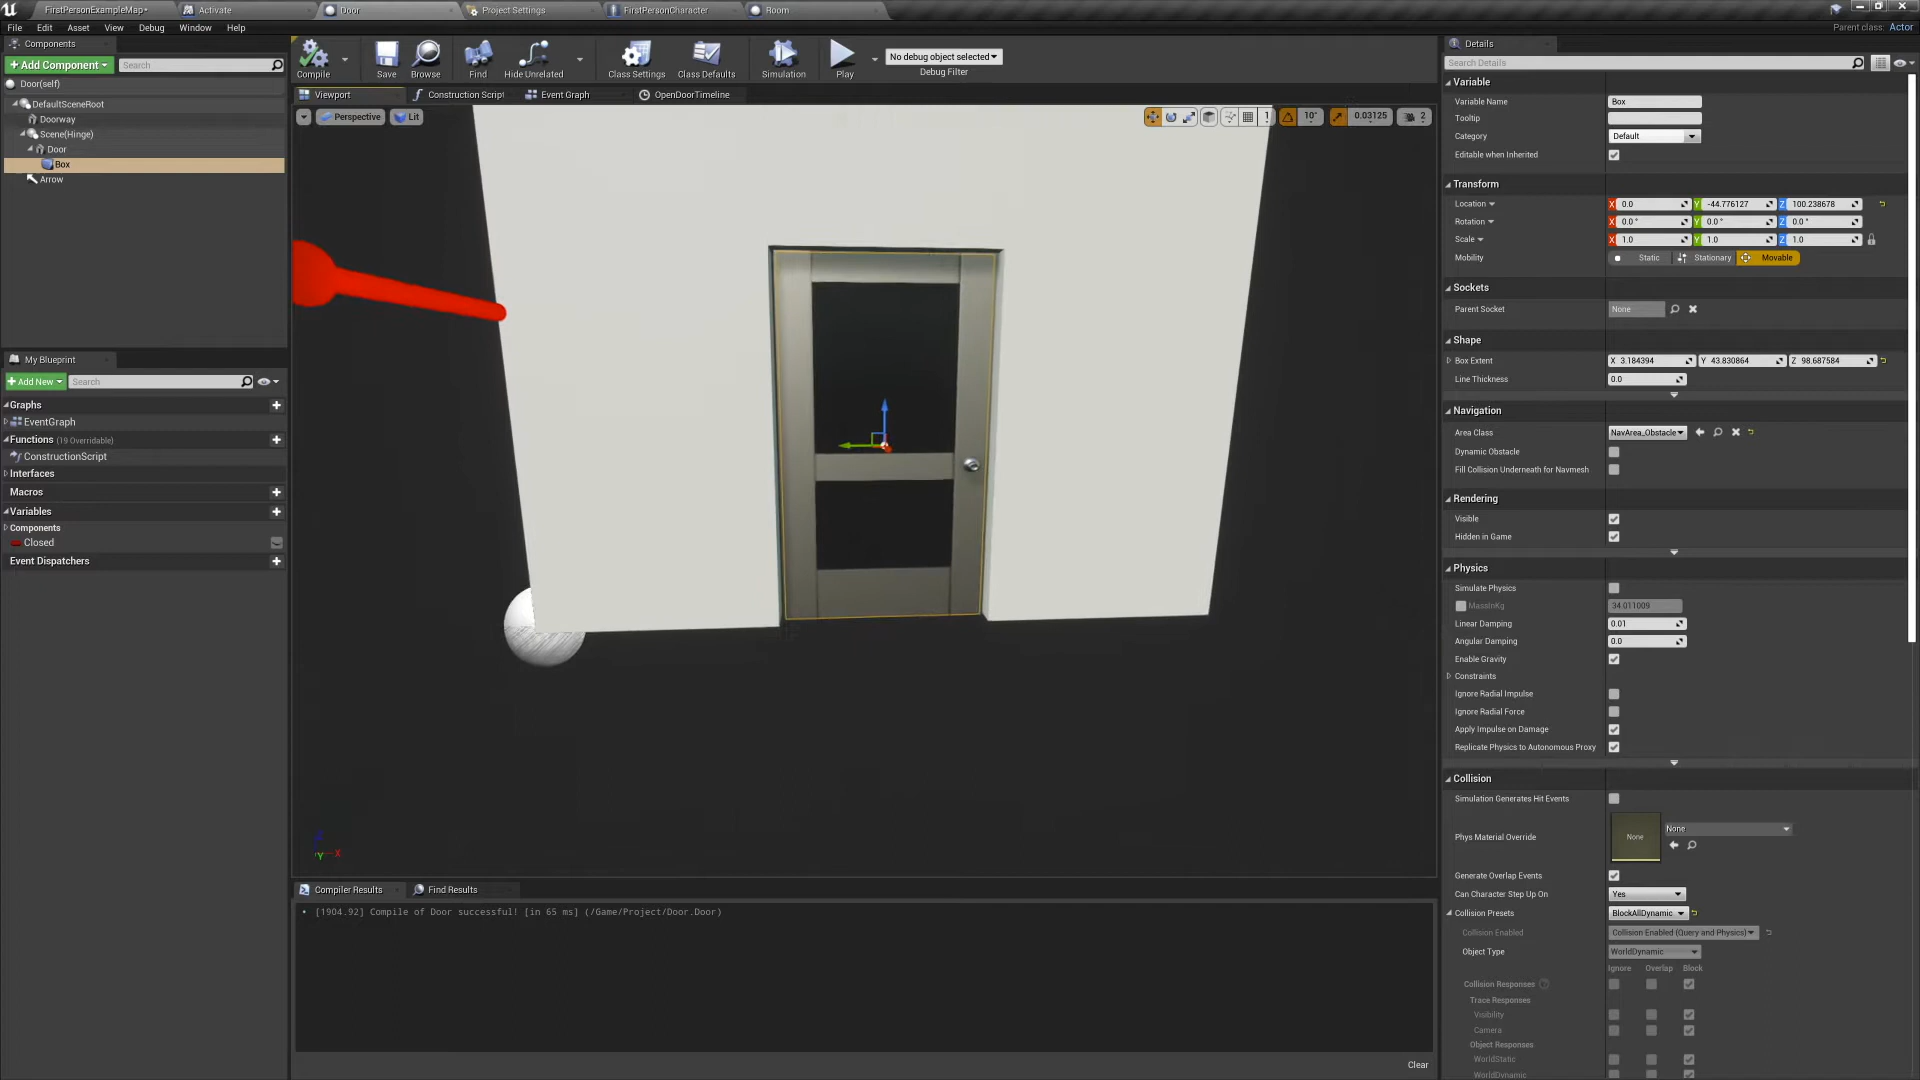 FirstPersonExampleMap•
Activate
Door
Project Settings
FirstPersonCharacter
Room
File Edit Asset View Debug Window Help
Parent class: Actor
Components
+ Add Component
Search
Door(self)
DefaultSceneRoot
Doorway
Scene(Hinge)
Door
Box
Arrow
My Blueprint
+ Add New
Search
Graphs
EventGraph
Functions (19 Overridable)
ConstructionScript
Interfaces
Macros
Variables
Components
Closed
Event Dispatchers
Compile
Save
Browse
Find
Hide Unrelated
Class Settings
Class Defaults
Simulation
Play
No debug object selected
Debug Filter
Viewport
Construction Script
Event Graph
OpenDoorTimeline
Perspective
Lit
1
10°
0.03125
2
Y X
Compiler Results
Find Results
• [1904.92] Compile of Door successful! [in 65 ms] (/Game/Project/Door.Door)
Clear
Details
Search Details
Variable
Variable Name Box
Tooltip
Category Default
Editable when Inherited
Transform
Location X 0.0 Y -44.776127 Z 100.238678
Rotation X 0.0 ° Y 0.0 ° Z 0.0 °
Scale X 1.0 Y 1.0 Z 1.0
Mobility Static Stationary Movable
Sockets
Parent Socket None
Shape
Box Extent X 3.184394 Y 43.830864 Z 98.687584
Line Thickness 0.0
Navigation
Area Class NavArea_Obstacle
Dynamic Obstacle
Fill Collision Underneath for Navmesh
Rendering
Visible
Hidden in Game
Physics
Simulate Physics
MassInKg 34.011009
Linear Damping 0.01
Angular Damping 0.0
Enable Gravity
Constraints
Ignore Radial Impulse
Ignore Radial Force
Apply Impulse on Damage
Replicate Physics to Autonomous Proxy
Collision
Simulation Generates Hit Events
Phys Material Override None None
Generate Overlap Events
Can Character Step Up On Yes
Collision Presets BlockAllDynamic
Collision Enabled Collision Enabled (Query and Physics)
Object Type WorldDynamic
Ignore Overlap Block
Collision Responses
Trace Responses
Visibility
Camera
Object Responses
WorldStatic
WorldDynamic